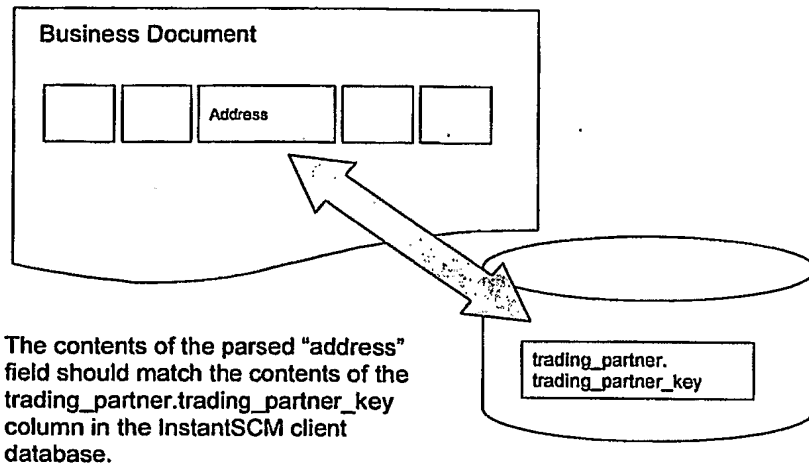 Business Document
Address
trading_partner.
trading_partner_key
The contents of the parsed "address"
field should match the contents of the
trading_partner.trading_partner_key
column in the InstantSCM client
database.